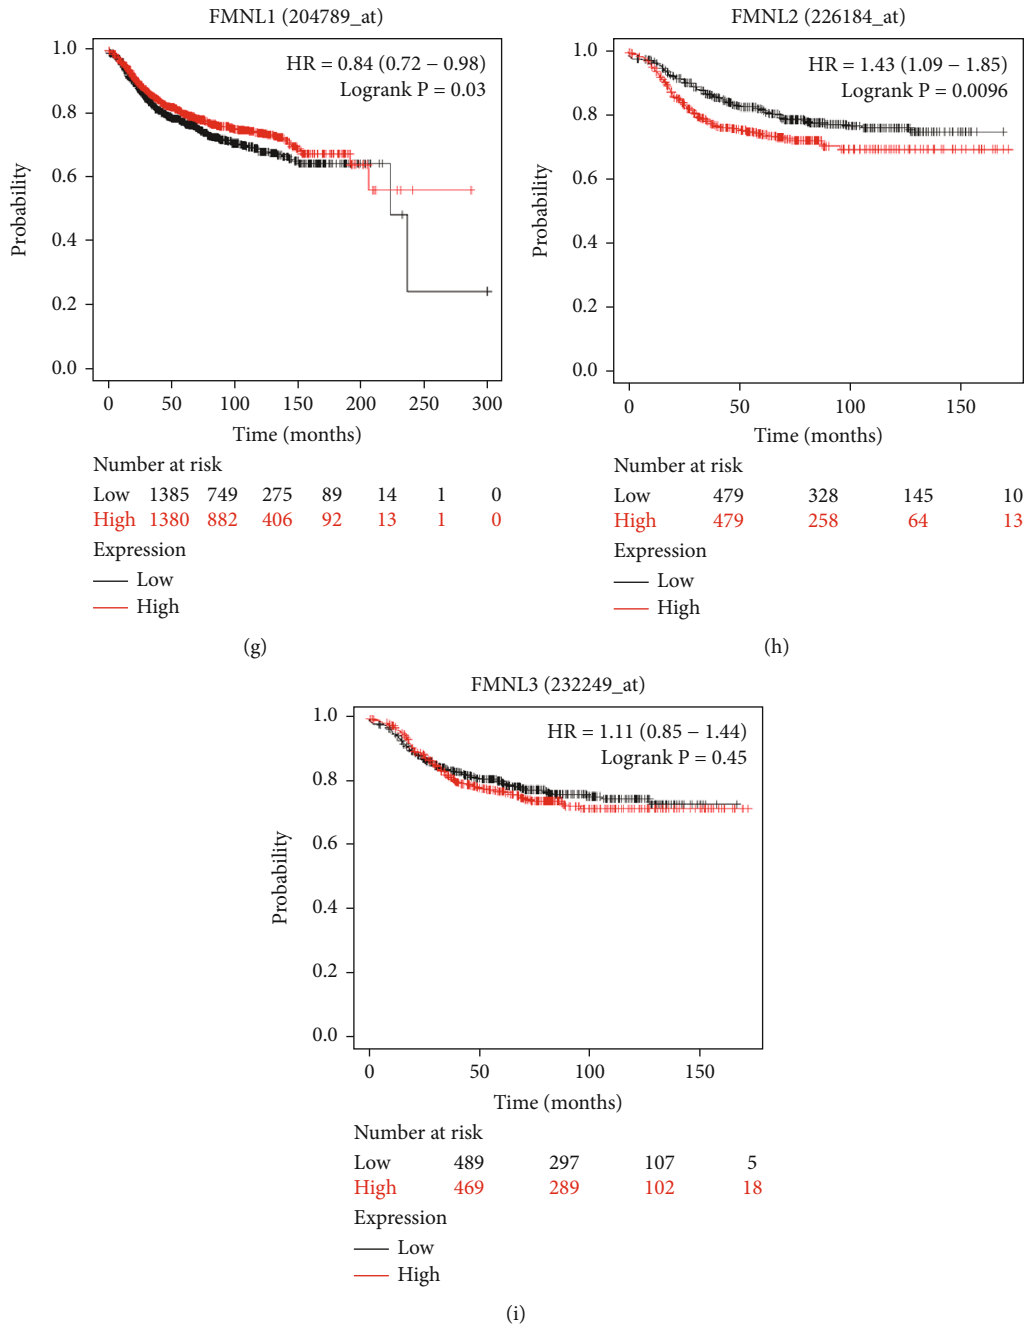 FMNL1 (204789_at)
HR = 0.84 (0.72 − 0.98)
Logrank P = 0.03
Probability
1.0
0.8
0.6
0.4
0.2
0.0
0 50 100 150 200 250 300
Time (months)
Number at risk
Low 1385 749 275 89 14 1 0
High 1380 882 406 92 13 1 0
Expression
Low
High
(g)
FMNL2 (226184_at)
HR = 1.43 (1.09 − 1.85)
Logrank P = 0.0096
Probability
1.0
0.8
0.6
0.4
0.2
0.0
0 50 100 150
Time (months)
Number at risk
Low 479 328 145 10
High 479 258 64 13
Expression
Low
High
(h)
FMNL3 (232249_at)
HR = 1.11 (0.85 − 1.44)
Logrank P = 0.45
Probability
1.0
0.8
0.6
0.4
0.2
0.0
0 50 100 150
Time (months)
Number at risk
Low 489 297 107 5
High 469 289 102 18
Expression
Low
High
(i)